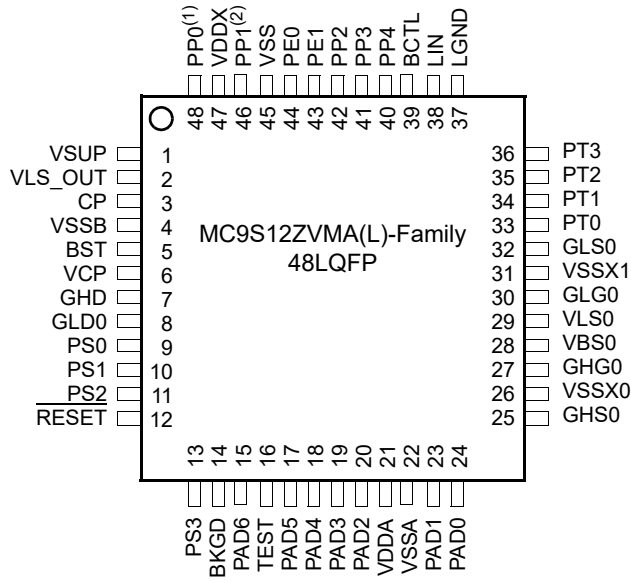 PP0(1)
VDDX
PP1(2)
VSS
PE0
PE1
PP2
PP3
PP4
BCTL
LIN
LGND
48
47
46
45
44
43
42
41
40
39
38
37
VSUP 1
VLS_OUT 2
CP 3
VSSB 4
BST 5
VCP 6
GHD 7
GLD0 8
PS0 9
PS1 10
PS2 11
RESET 12
MC9S12ZVMA(L)-Family
48LQFP
36 PT3
35 PT2
34 PT1
33 PT0
32 GLS0
31 VSSX1
30 GLG0
29 VLS0
28 VBS0
27 GHG0
26 VSSX0
25 GHS0
13
14
15
16
17
18
19
20
21
22
23
24
PS3
BKGD
PAD6
TEST
PAD5
PAD4
PAD3
PAD2
VDDA
VSSA
PAD1
PAD0